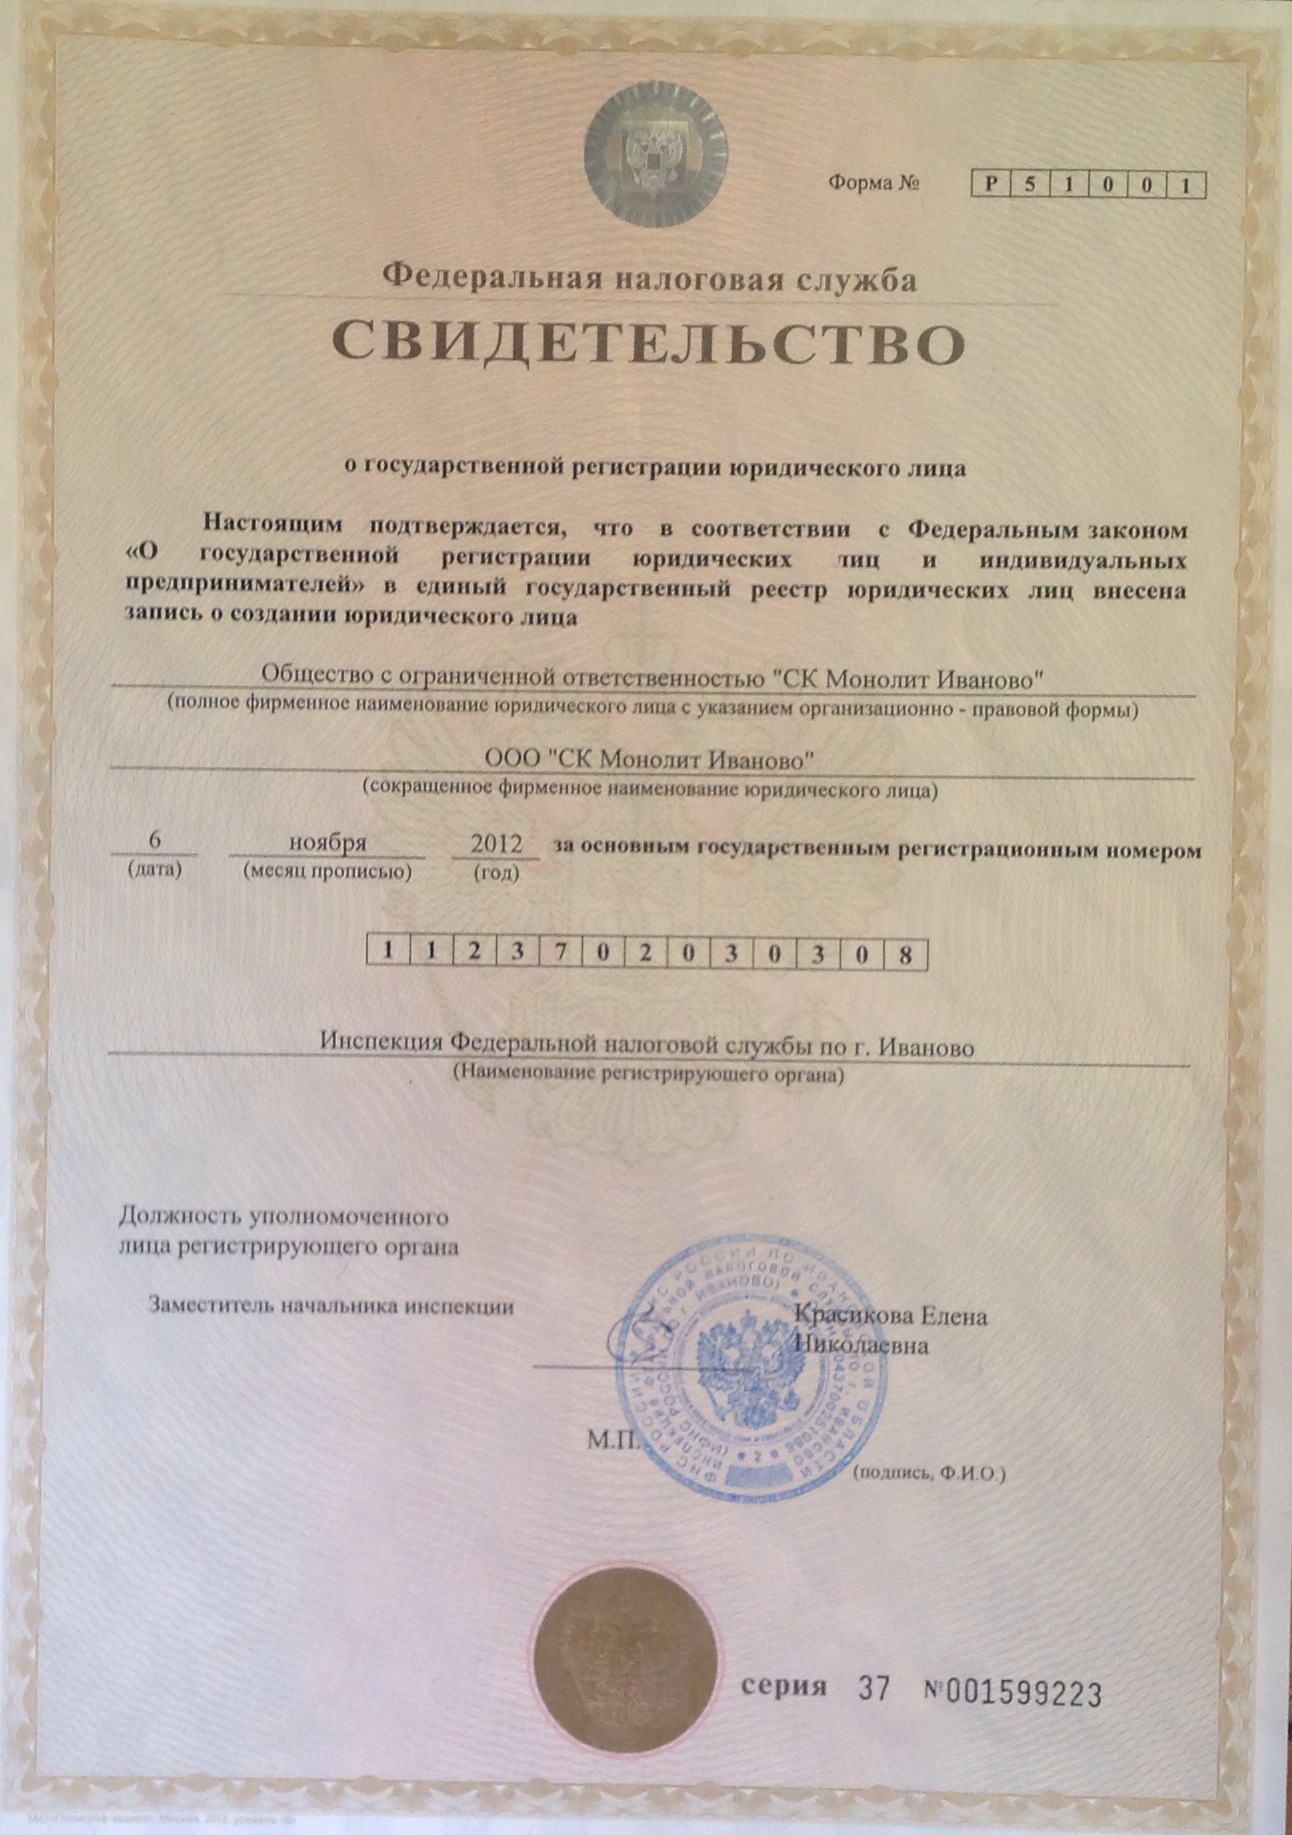 Форма № Р 5 1 0 0 1
Федеральная налоговая служба
СВИДЕТЕЛЬСТВО
о государственной регистрации юридического лица
Настоящим подтверждается, что в соответствии с Федеральным законом
«О государственной регистрации юридических лиц и индивидуальных
предпринимателей» в единый государственный реестр юридических лиц внесена
запись о создании юридического лица
Общество с ограниченной ответственностью "СК Монолит Иваново"
(полное фирменное наименование юридического лица с указанием организационно - правовой формы)
ООО "СК Монолит Иваново"
(сокращенное фирменное наименование юридического лица)
6 ноября 2012 за основным государственным регистрационным номером
(дата) (месяц прописью) (год)
1 1 2 3 7 0 2 0 3 0 3 0 8
Инспекция Федеральной налоговой службы по г. Иваново
(Наименование регистрирующего органа)
Должность уполномоченного
лица регистрирующего органа
Заместитель начальника инспекции
Красикова Елена
Николаевна
М.П.
(подпись, Ф.И.О.)
серия 37 №001599223